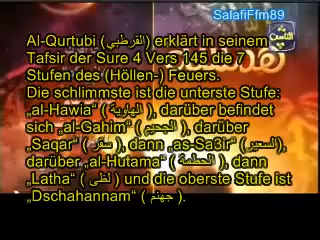 SalafiFfm89
Al-Qurtubi (القرطبي) erklärt in seinem
Tafsir der Sure 4 Vers 145 die 7
Stufen des (Höllen-) Feuers.
Die schlimmste ist die unterste Stufe:
„al-Hawia“ ( الهاوية ), darüber befindet
sich „al-Gahim“ ( الجحيم ), darüber
„Saqar“ ( سقر ), dann „as-Sa3ir“ (السعير),
darüber „al-Hutama“ ( الحطمة ), dann
„Latha“ ( لظى ) und die oberste Stufe ist
„Dschahannam“ ( جهنم ).